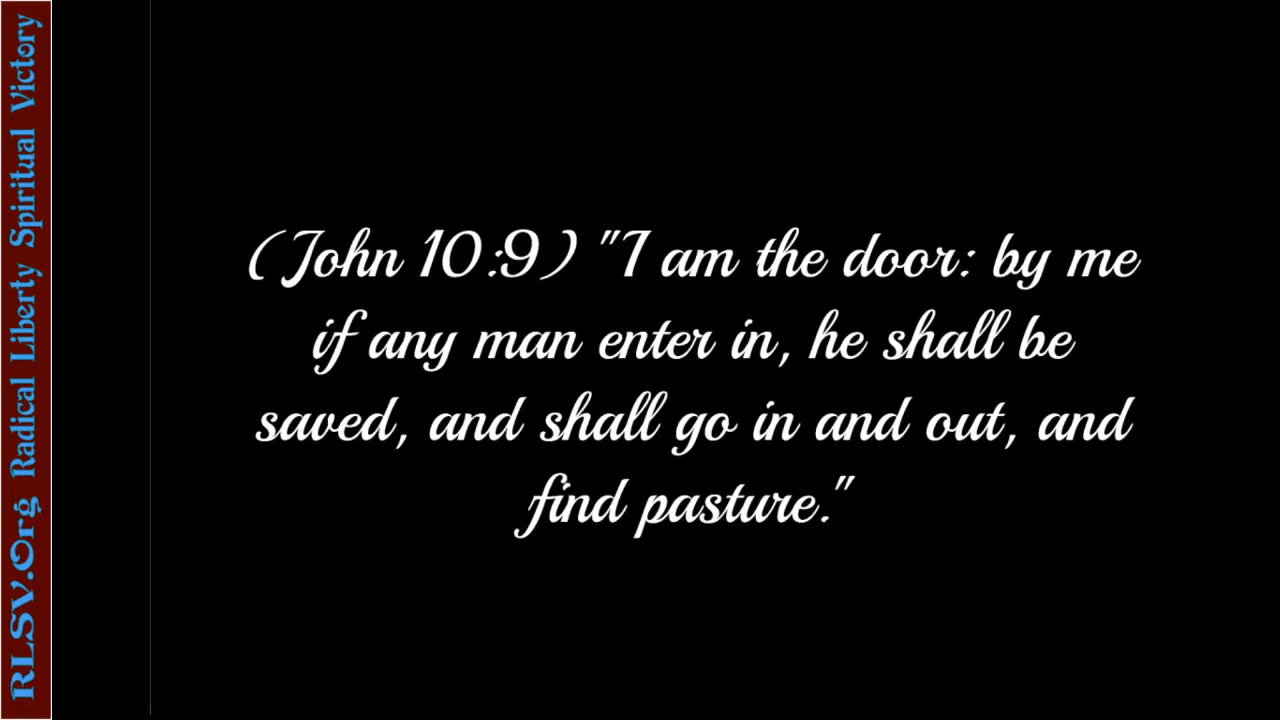 RLSV.Org Radical Liberty Spiritual Victory
(John 10:9) "I am the door: by me
if any man enter in, he shall be
saved, and shall go in and out, and
find pasture."